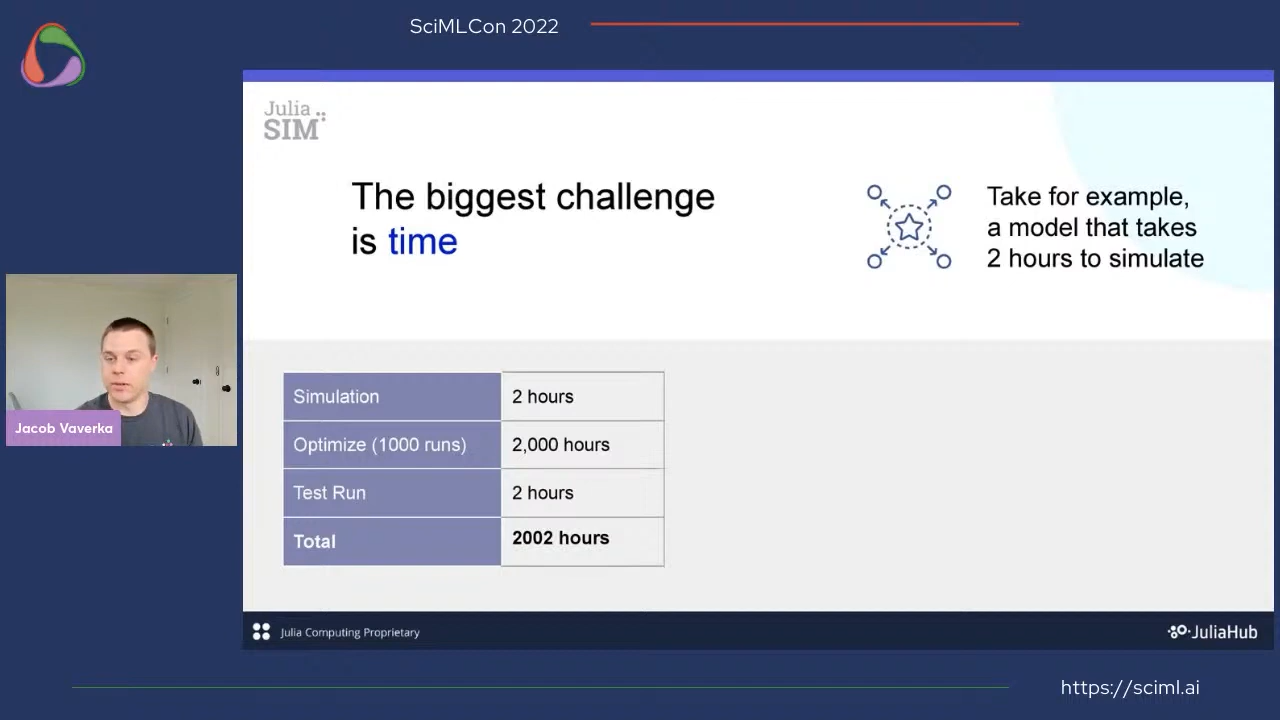 SciMLCon 2022
Julia
SIM
The biggest challenge
is time
Take for example,
a model that takes
2 hours to simulate
Jacob Vaverka
Simulation 2 hours
Optimize (1000 runs) 2,000 hours
Test Run 2 hours
Total 2002 hours
Julia Computing Proprietary
JuliaHub
https://sciml.ai